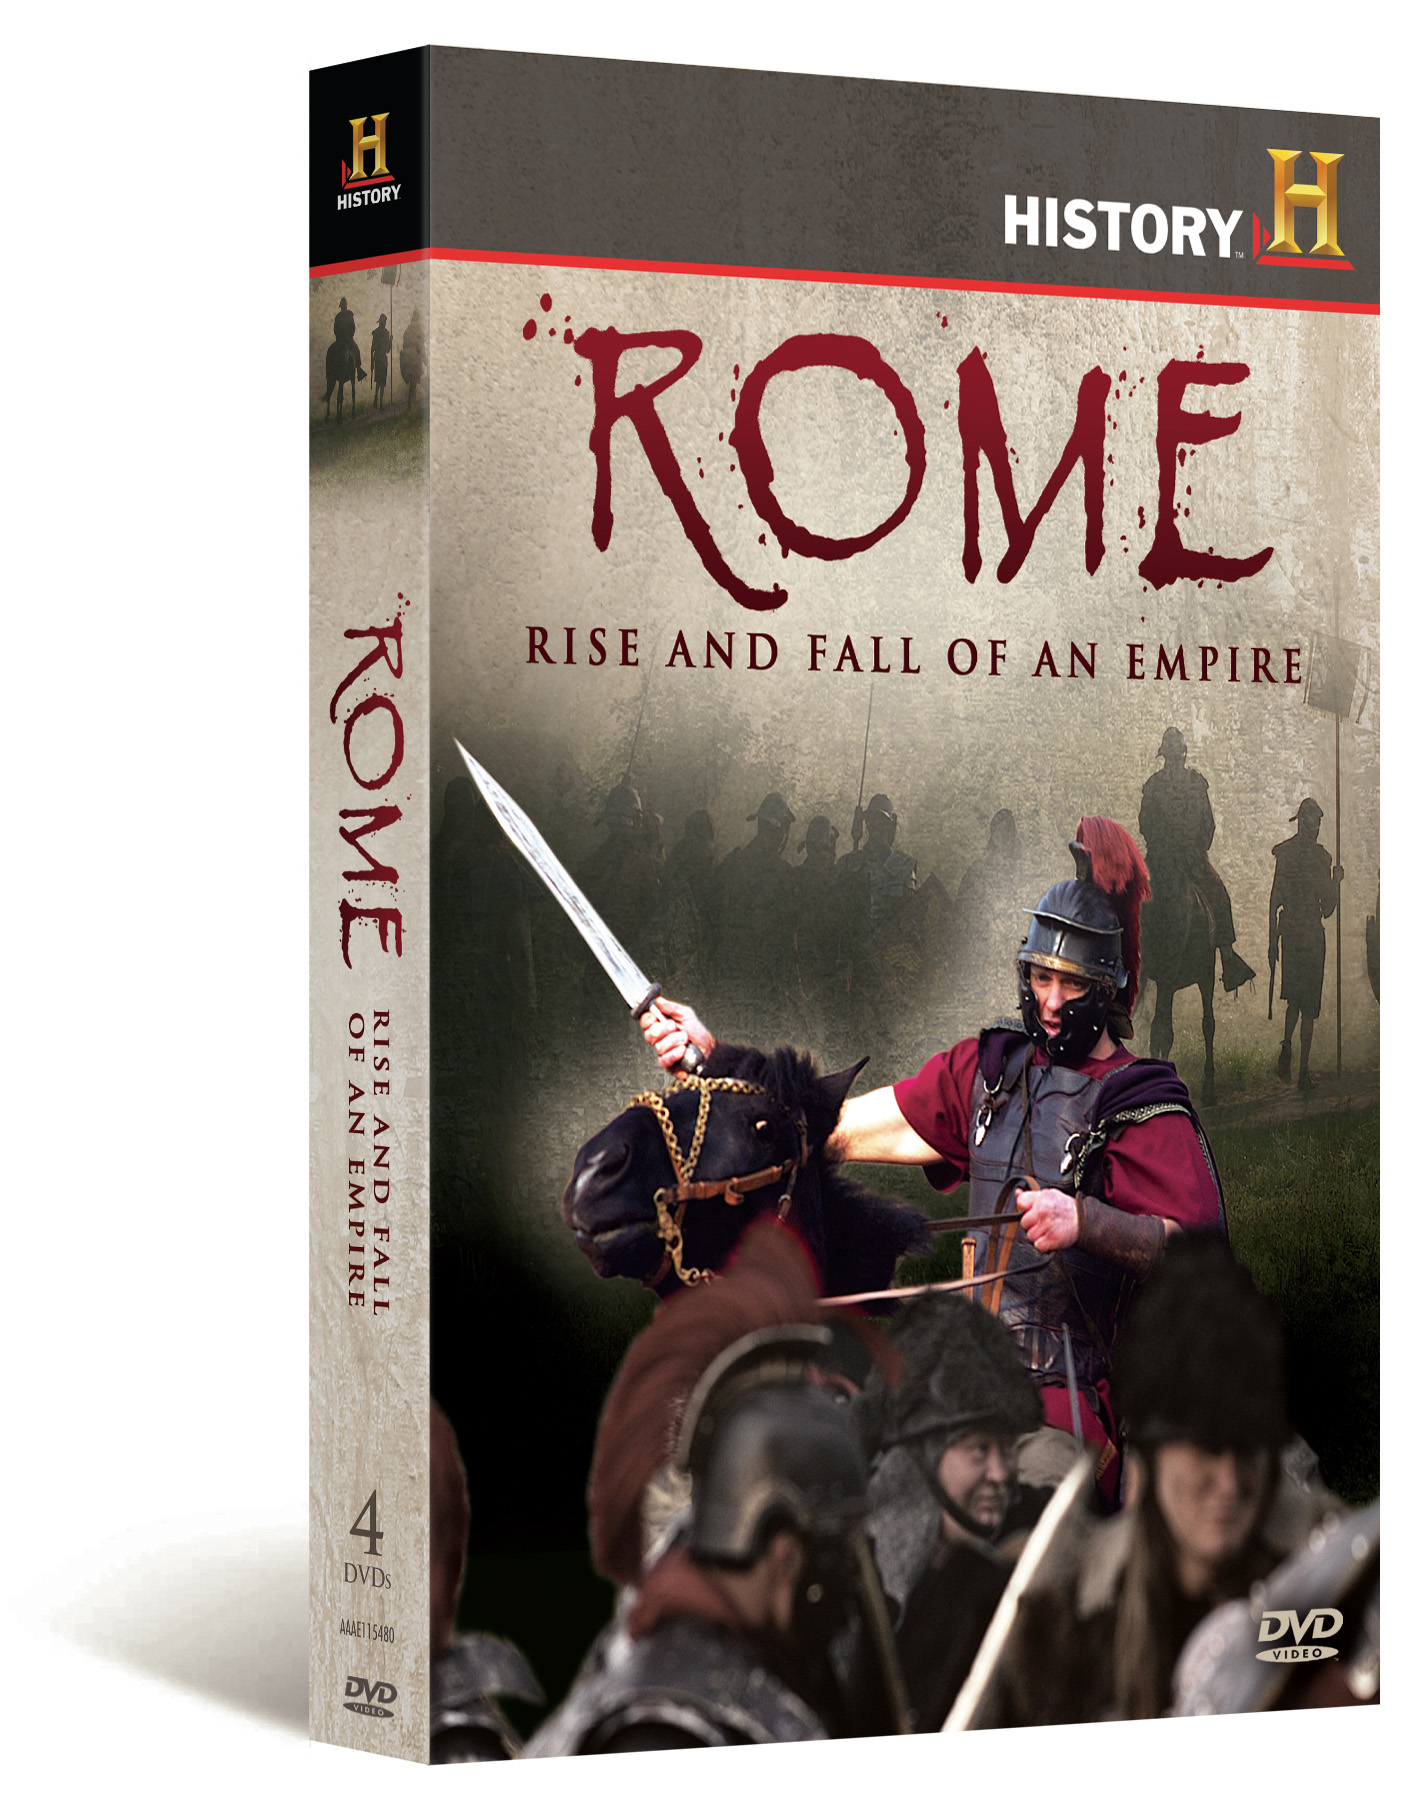 H
HISTORY
ROME
RISE AND FALL
OF AN EMPIRE
4
DVDs
AAAE115480
DVD
VIDEO
HISTORY™ H
ROME
RISE AND FALL OF AN EMPIRE
DVD
VIDEO